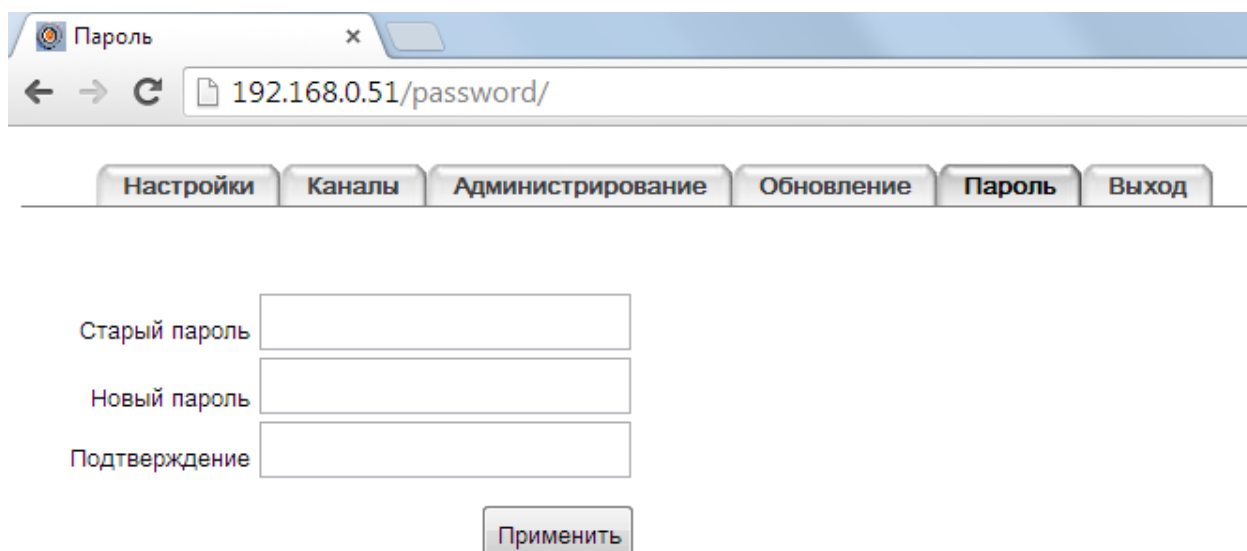 Пароль
192.168.0.51/password/
Настройки Каналы Администрирование Обновление Пароль Выход
Старый пароль
Новый пароль
Подтверждение
Применить